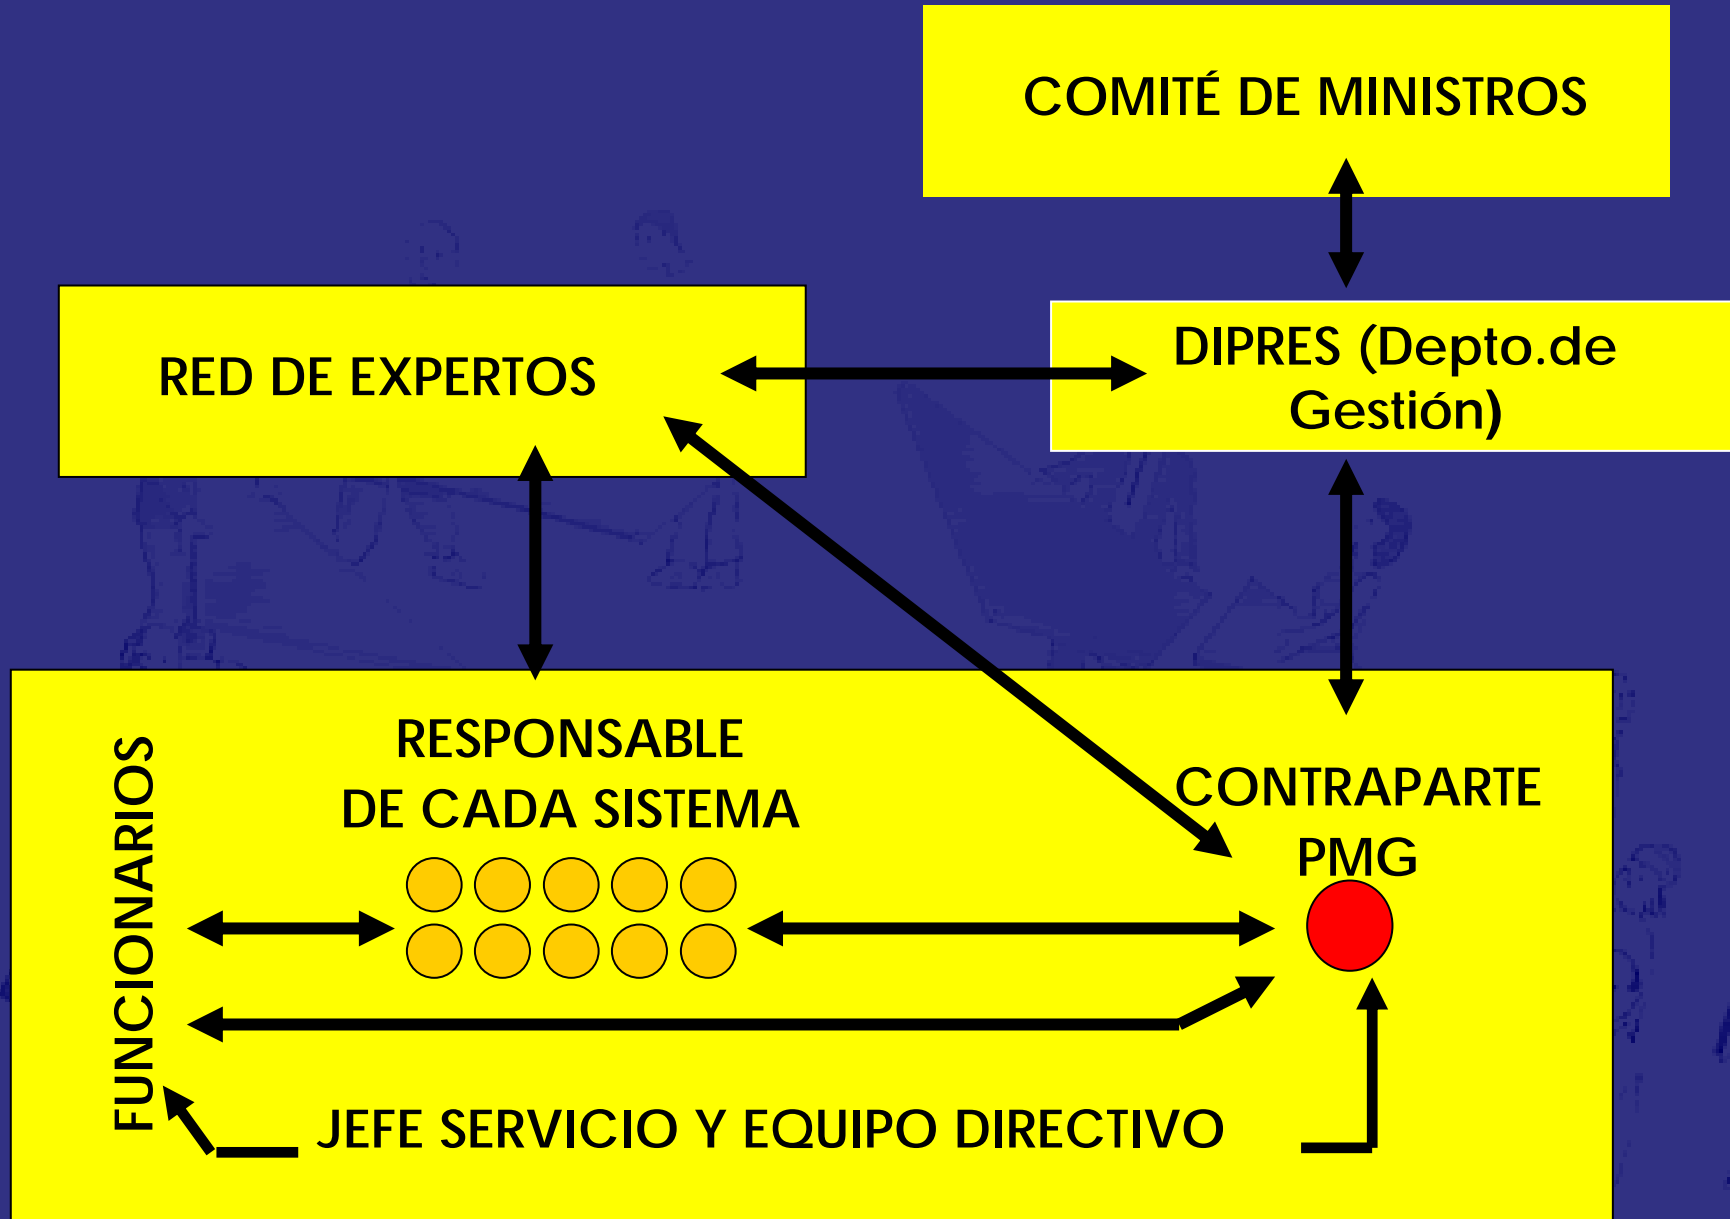 COMITÉ DE MINISTROS
RED DE EXPERTOS
DIPRES (Depto.de
Gestión)
FUNCIONARIOS
RESPONSABLE
DE CADA SISTEMA
CONTRAPARTE
PMG
JEFE SERVICIO Y EQUIPO DIRECTIVO